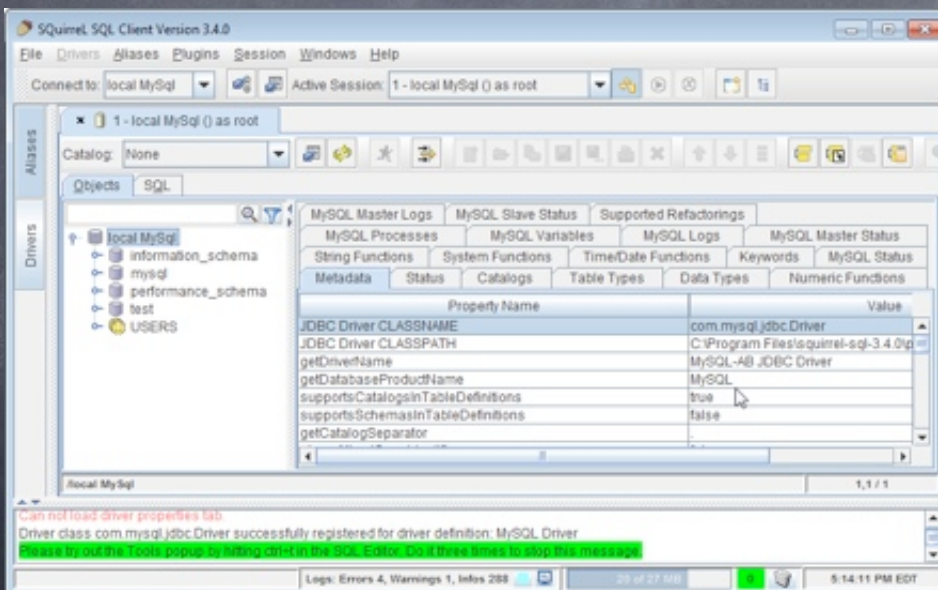 SQuirreL SQL Client Version 3.4.0
File Drivers Aliases Plugins Session Windows Help
Connect to: local MySql Active Session: 1 - local MySql () as root
1 - local MySql () as root
Aliases
Drivers
Catalog: None
Objects SQL
local MySql
information_schema
mysql
performance_schema
test
USERS
MySQL Master Logs MySQL Slave Status Supported Refactorings
MySQL Processes MySQL Variables MySQL Logs MySQL Master Status
String Functions System Functions Time/Date Functions Keywords MySQL Status
Metadata Status Catalogs Table Types Data Types Numeric Functions
Property Name Value
JDBC Driver CLASSNAME com.mysql.jdbc.Driver
JDBC Driver CLASSPATH C:\Program Files\squirrel-sql-3.4.0\p
getDriverName MySQL-AB JDBC Driver
getDatabaseProductName MySQL
supportsCatalogsInTableDefinitions true
supportsSchemasInTableDefinitions false
getCatalogSeparator .
/local MySql 1,1 / 1
Can not load driver properties tab.
Driver class com.mysql.jdbc.Driver successfully registered for driver definition: MySQL Driver
Please try out the Tools popup by hitting ctrl+t in the SQL Editor. Do it three times to stop this message.
Logs: Errors 4, Warnings 1, Infos 288 20 of 27 MB 0 5:14:11 PM EDT